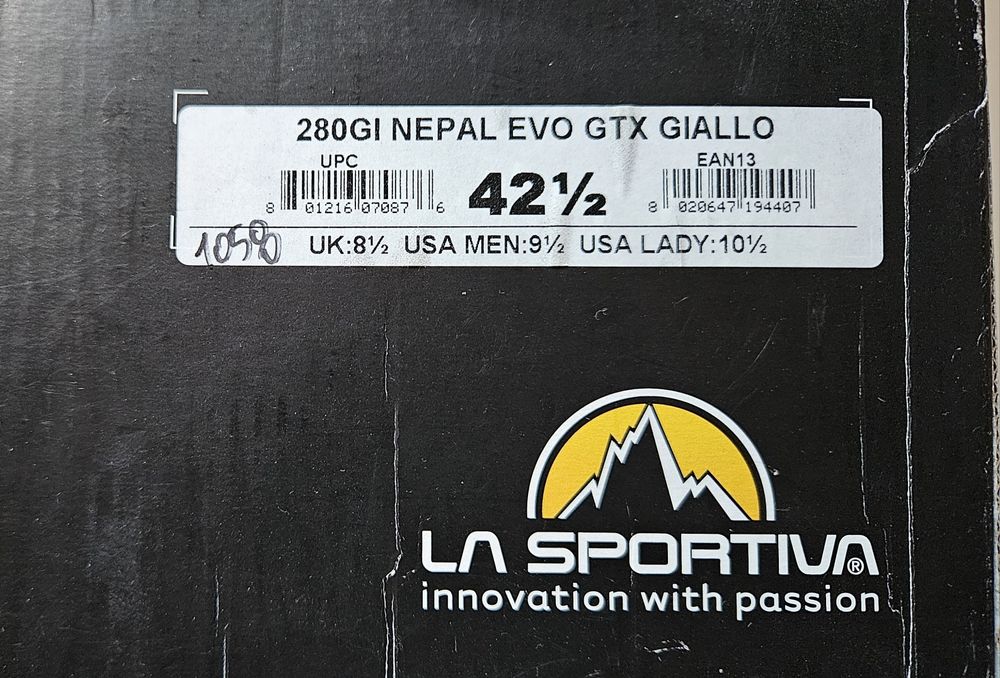 280GI NEPAL EVO GTX GIALLO
UPC EAN13
8 01216 07087 6 42½ 8 020647 194407
UK:8½ USA MEN:9½ USA LADY:10½
LA SPORTIVA®
innovation with passion